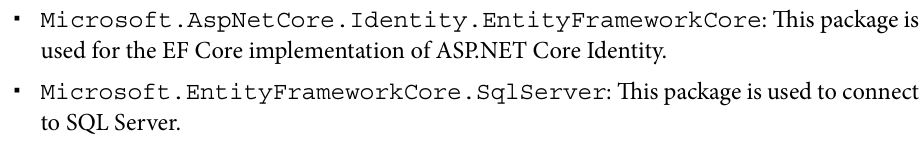 ▪ Microsoft.AspNetCore.Identity.EntityFrameworkCore: This package is
used for the EF Core implementation of ASP.NET Core Identity.
▪ Microsoft.EntityFrameworkCore.SqlServer: This package is used to connect
to SQL Server.